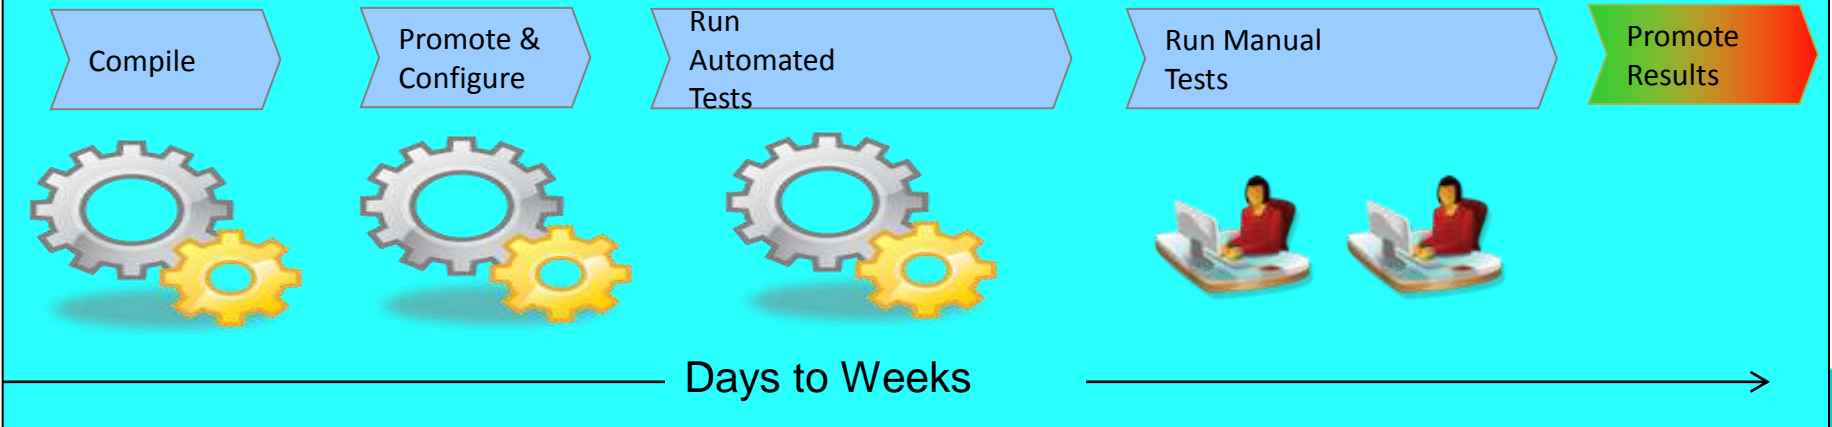 Compile
Promote &
Configure
Run
Automated
Tests
Run Manual
Tests
Promote
Results
Days to Weeks